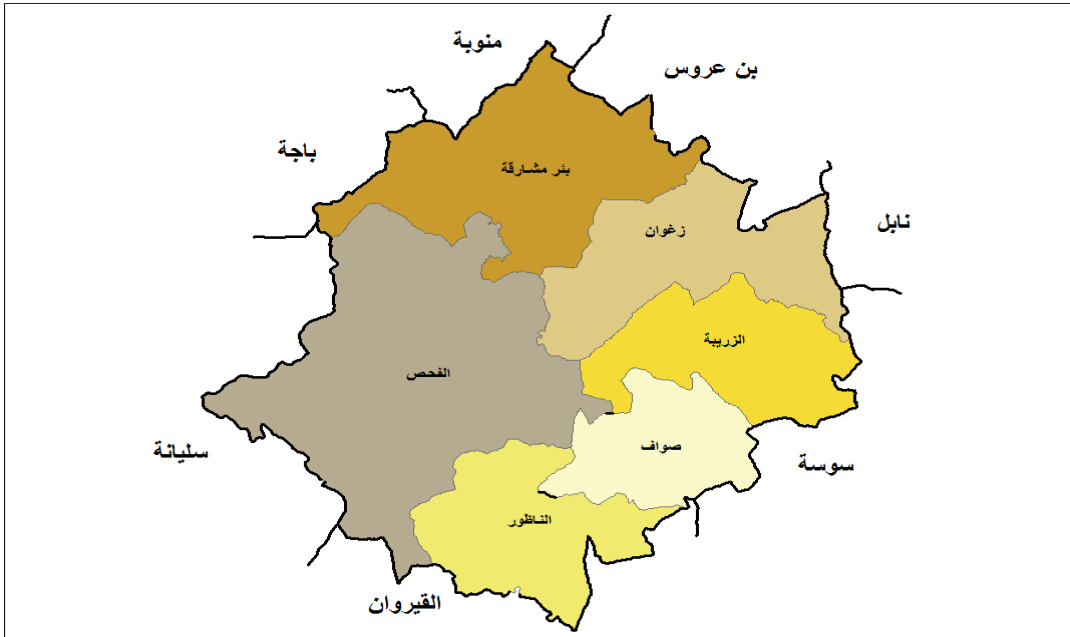 منوبة
بن عروس
باجة
بئر مشارقة
نابل
زغوان
الزريبة
الفحص
سليانة
صواف
سوسة
الناظور
القيروان